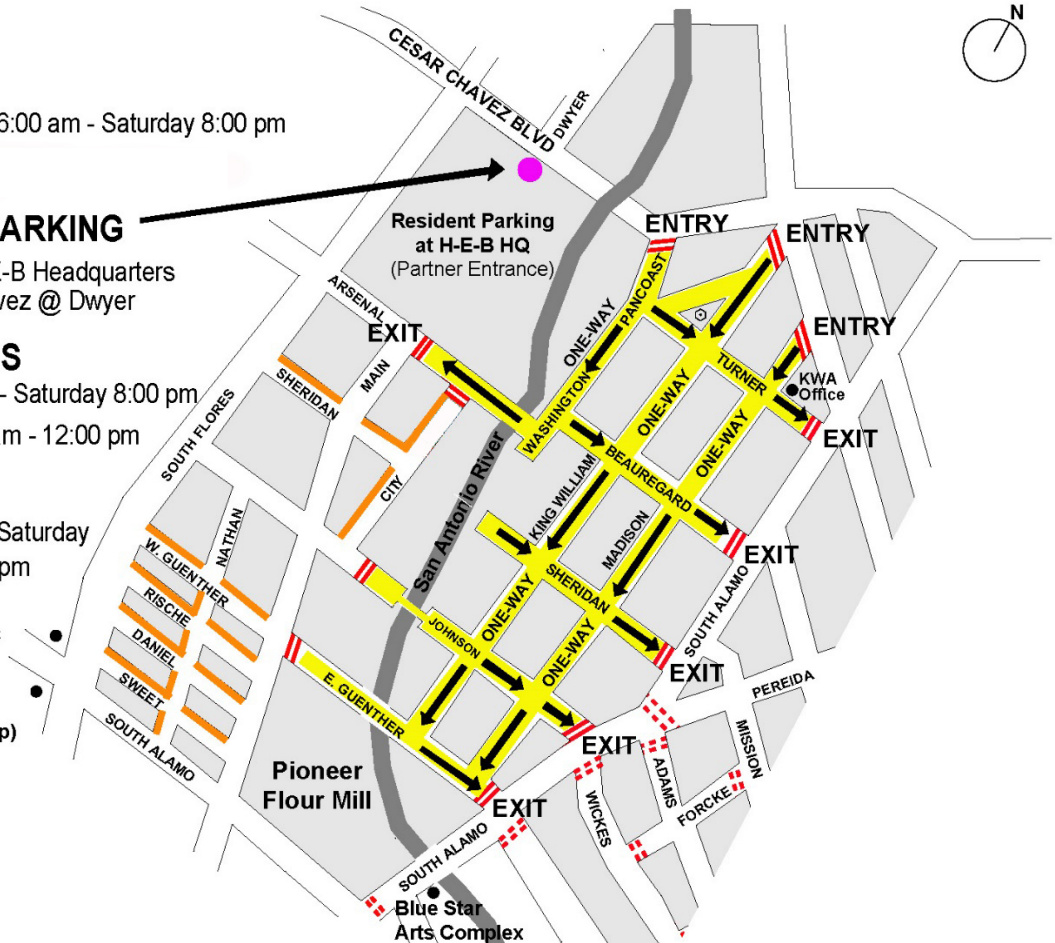 N
CESAR CHAVEZ BLVD
DWYER
6:00 am - Saturday 8:00 pm
ARKING
E-B Headquarters
vez @ Dwyer
Resident Parking
at H-E-B HQ
(Partner Entrance)
ENTRY
ENTRY
ENTRY
S
- Saturday 8:00 pm
am - 12:00 pm
Saturday
pm
p)
ARSENAL
EXIT
SHERIDAN
MAIN
CITY
SOUTH FLORES
NATHAN
W. GUENTHER
RISCHE
DANIEL
SWEET
SOUTH ALAMO
San Antonio River
PANCOAST
ONE-WAY
WASHINGTON
TURNER
KWA
Office
EXIT
ONE-WAY
ONE-WAY
BEAUREGARD
KING WILLIAM
MADISON
EXIT
SHERIDAN
SOUTH ALAMO
EXIT
ONE-WAY
ONE-WAY
JOHNSON
E. GUENTHER
EXIT
EXIT
PEREIDA
MISSION
ADAMS
FORCKE
WICKES
Pioneer
Flour Mill
SOUTH ALAMO
Blue Star
Arts Complex